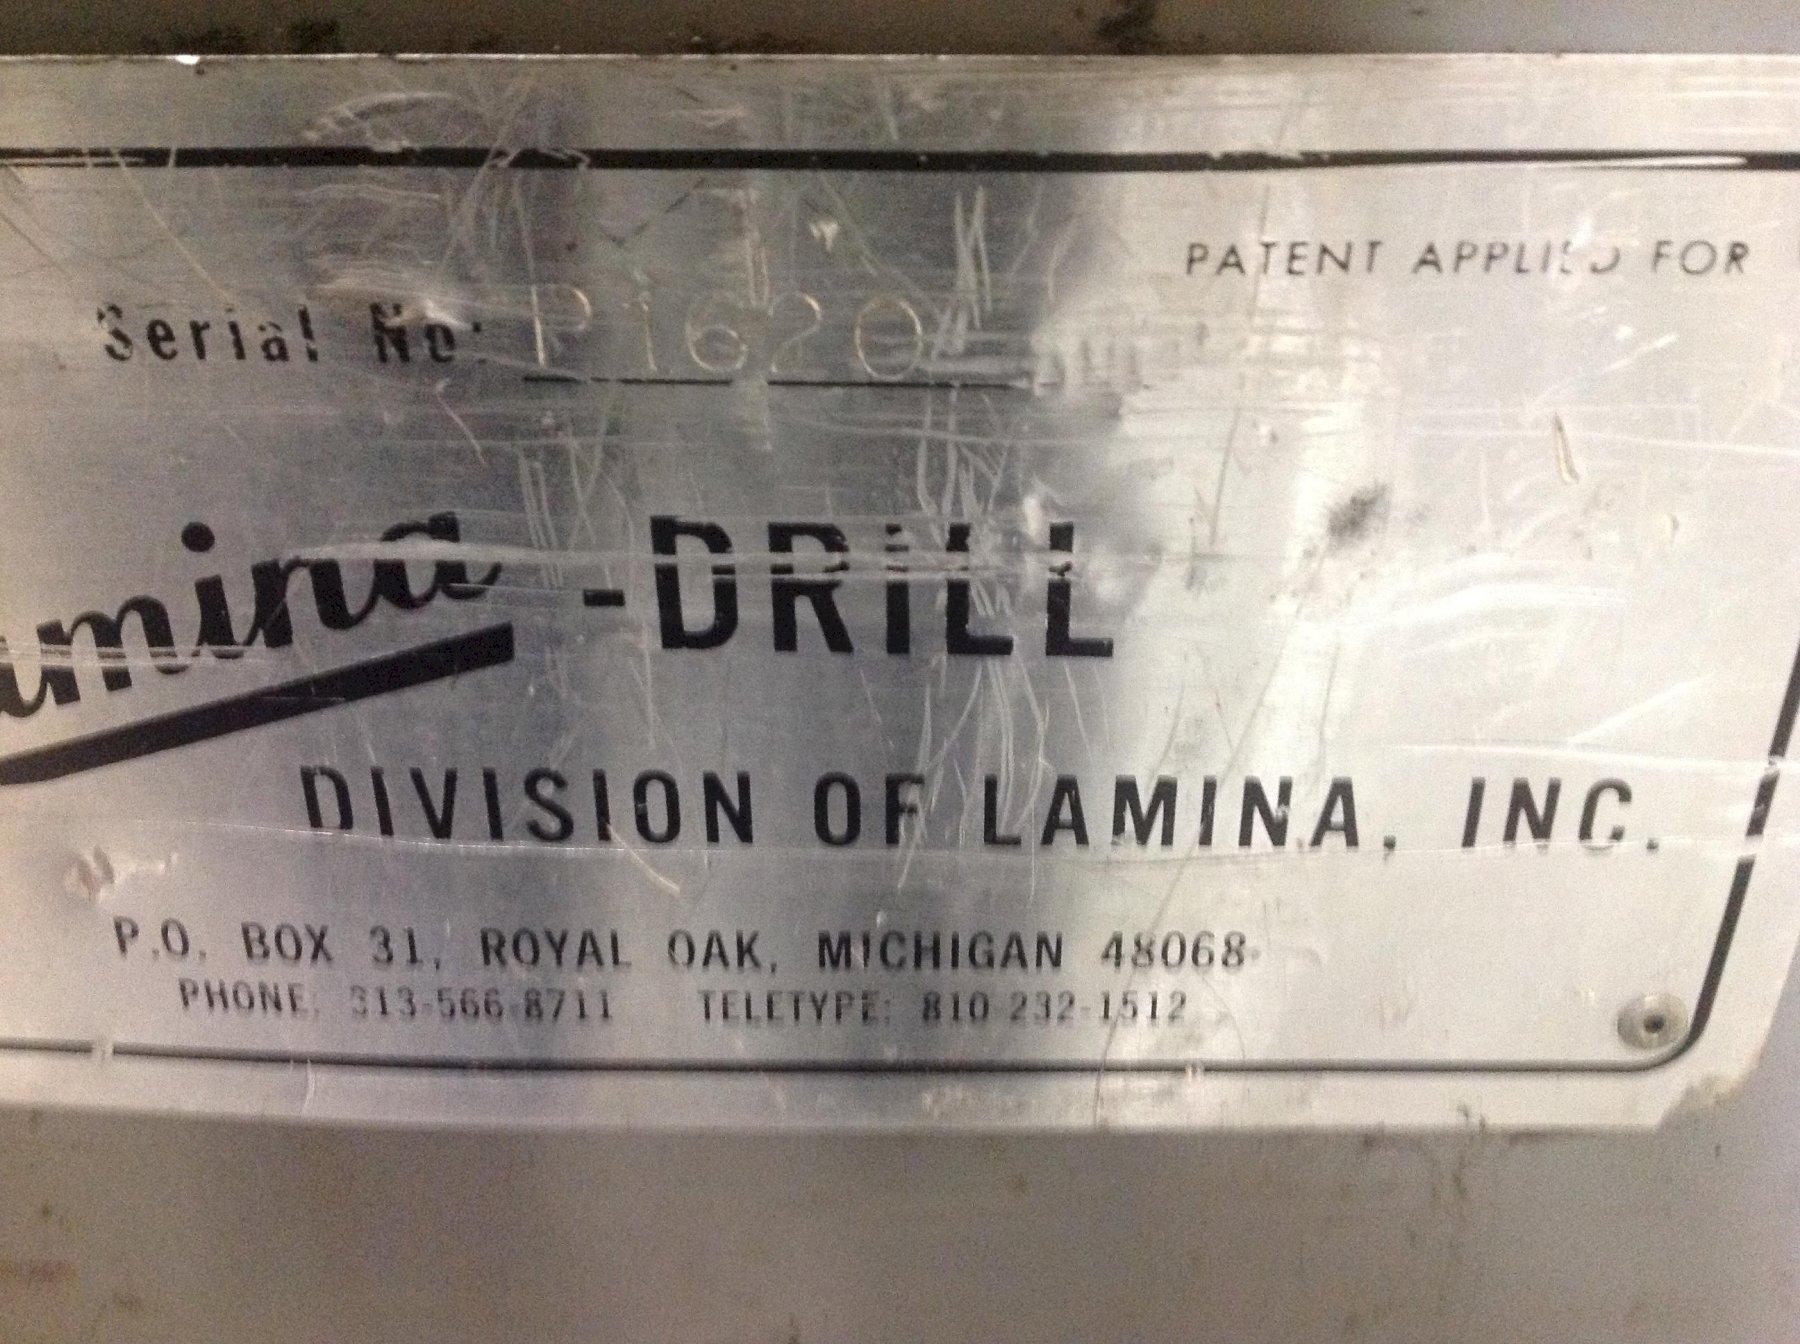 PATENT APPLIED FOR
Serial No. P1620
amina -DRILL
DIVISION OF LAMINA, INC.
P.O. BOX 31, ROYAL OAK, MICHIGAN 48068
PHONE: 313-566-8711 TELETYPE: 810-232-1512